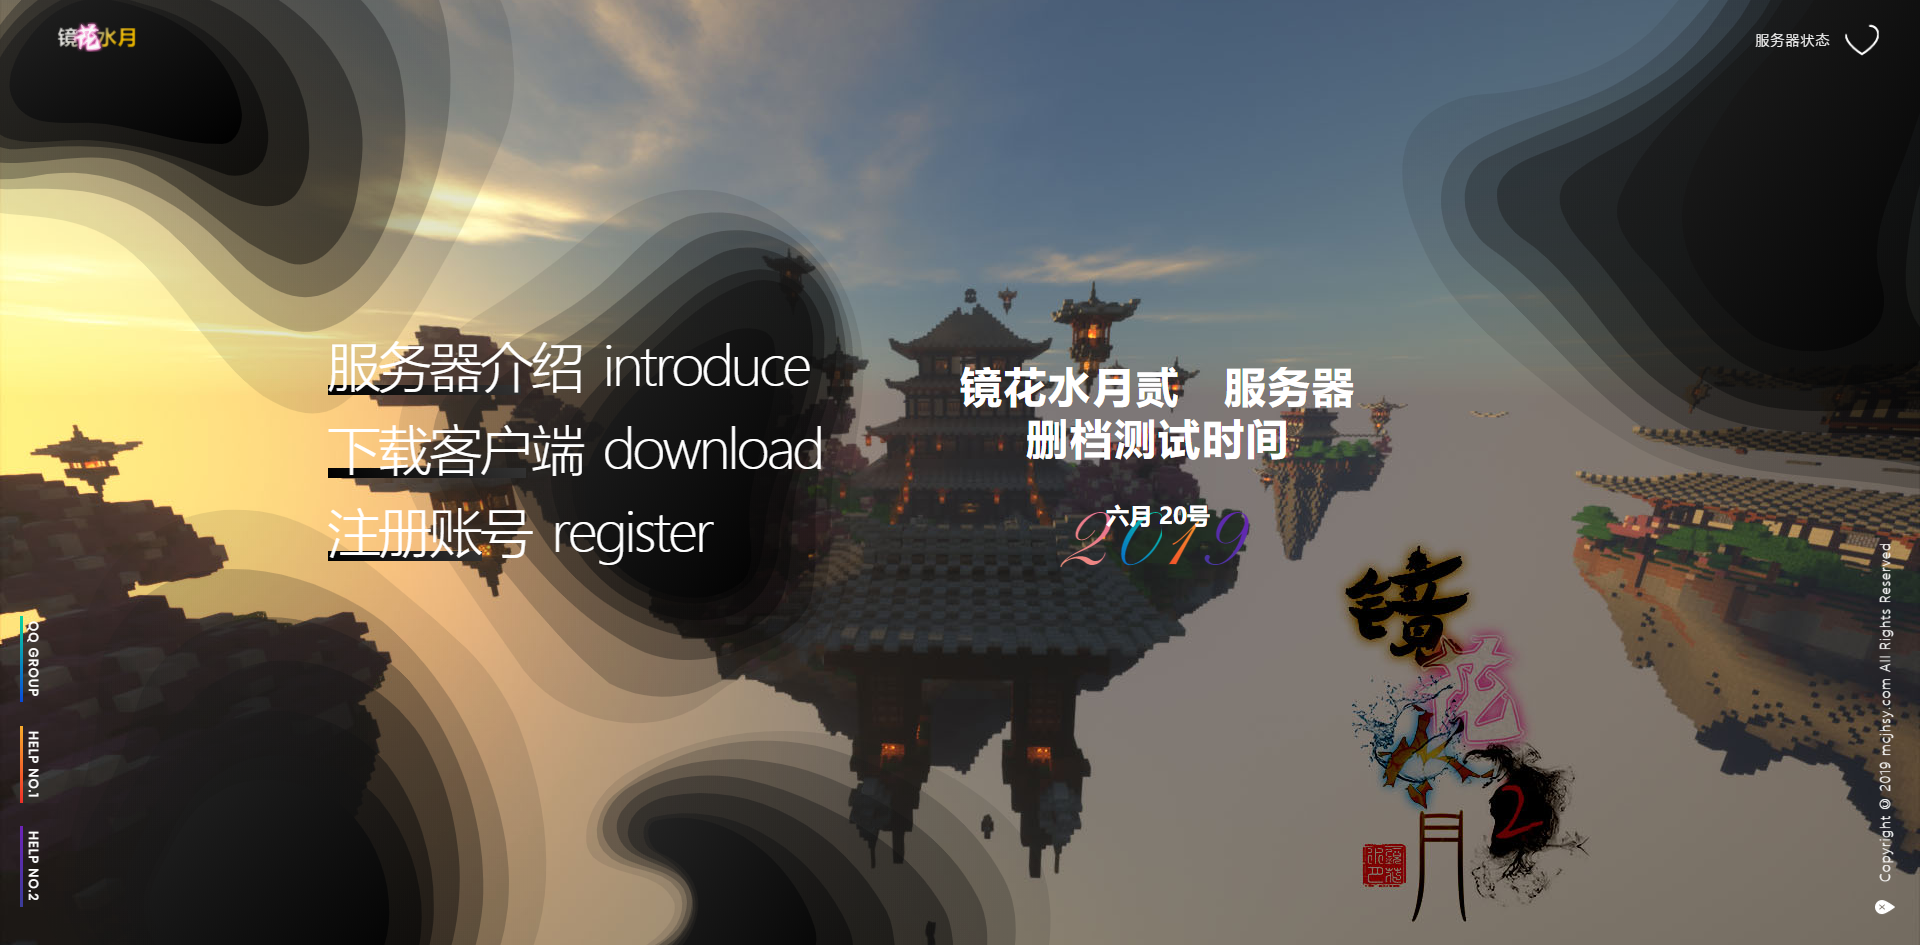 镜花水月
服务器状态
服务器介绍 introduce
下载客户端 download
注册账号 register
镜花水月贰 服务器
删档测试时间
六月 20号
2019
QQ GROUP
HELP NO.1
HELP NO.2
镜
花
水
月
2
Copyright © 2019 mcjhsy.com All Rights Reserved